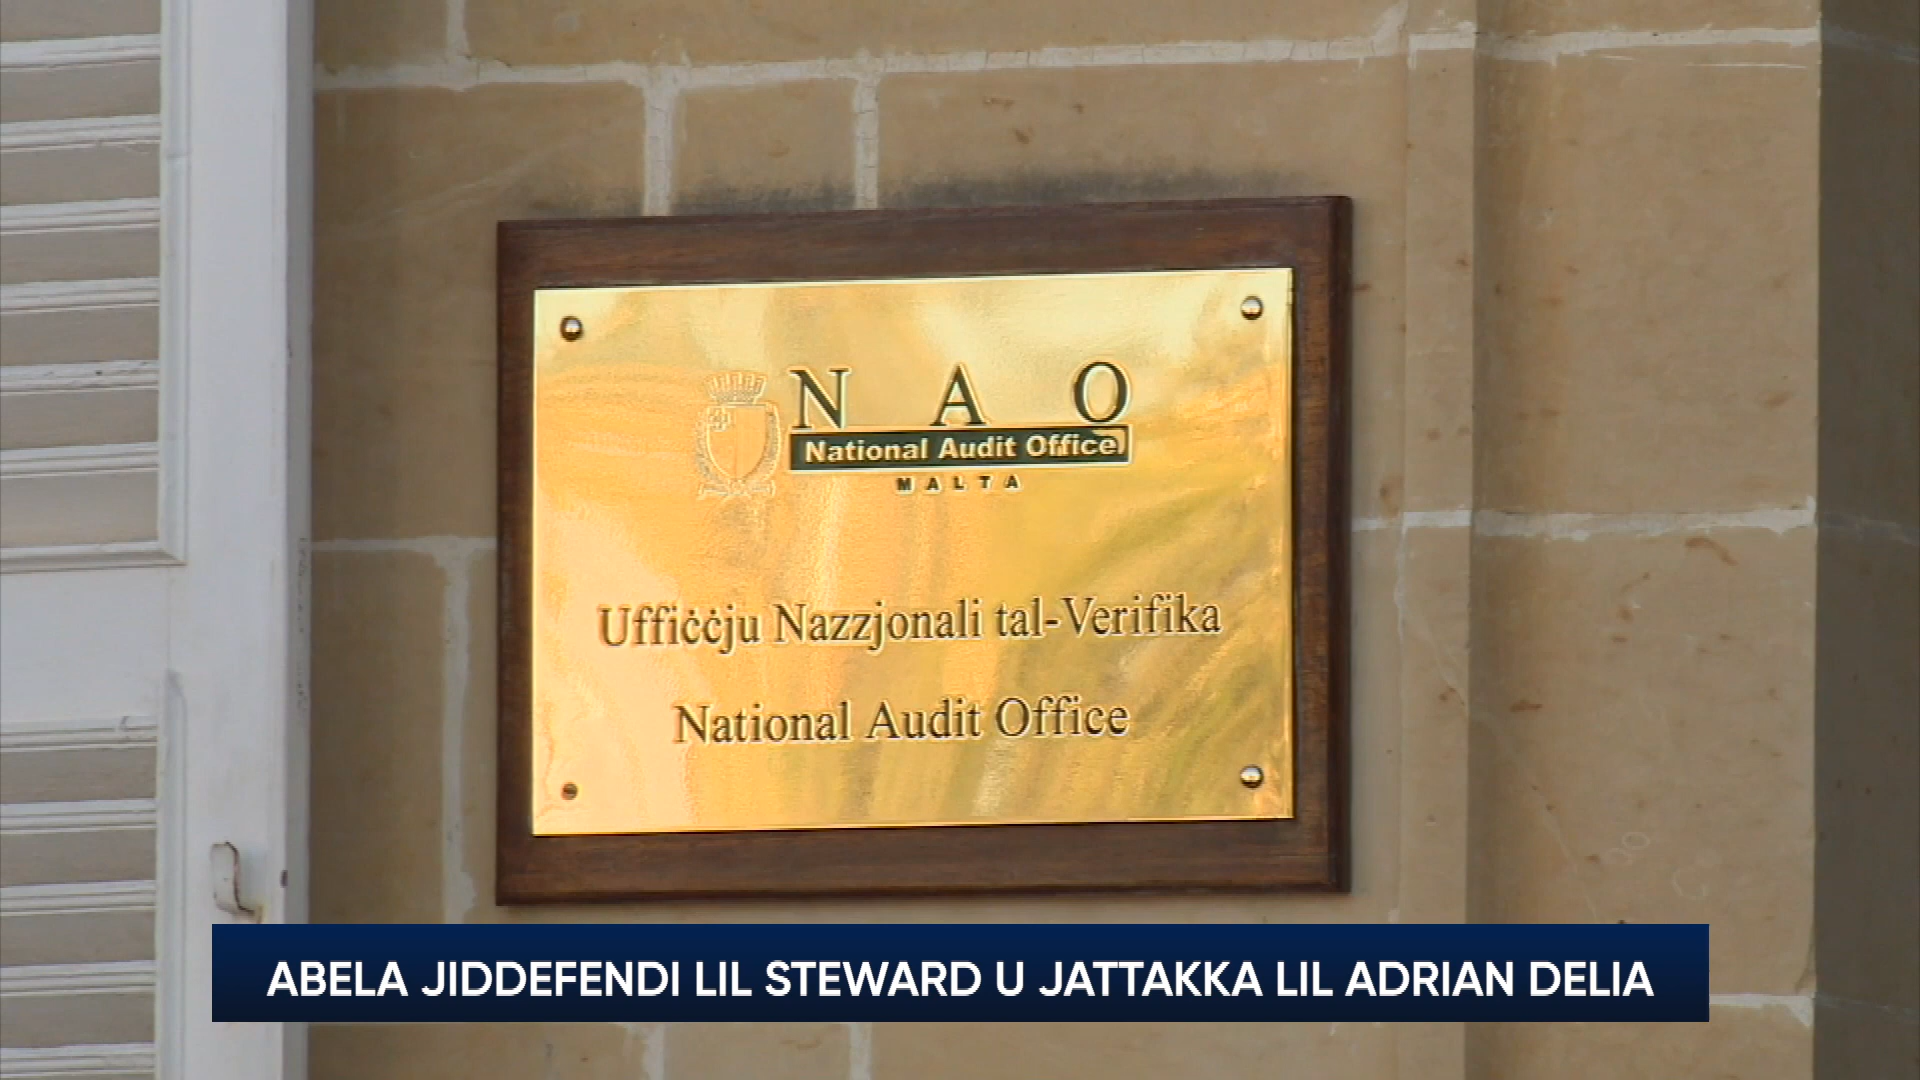 N A O
National Audit Office
MALTA
Uffiċċju Nazzjonali tal-Verifika
National Audit Office
ABELA JIDDEFENDI LIL STEWARD U JATTAKKA LIL ADRIAN DELIA